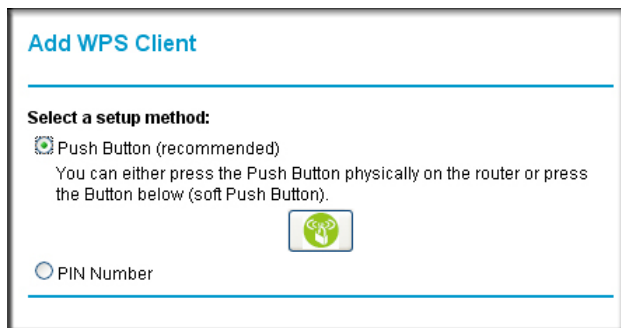 Add WPS Client
Select a setup method:
Push Button (recommended)
You can either press the Push Button physically on the router or press
the Button below (soft Push Button).
PIN Number